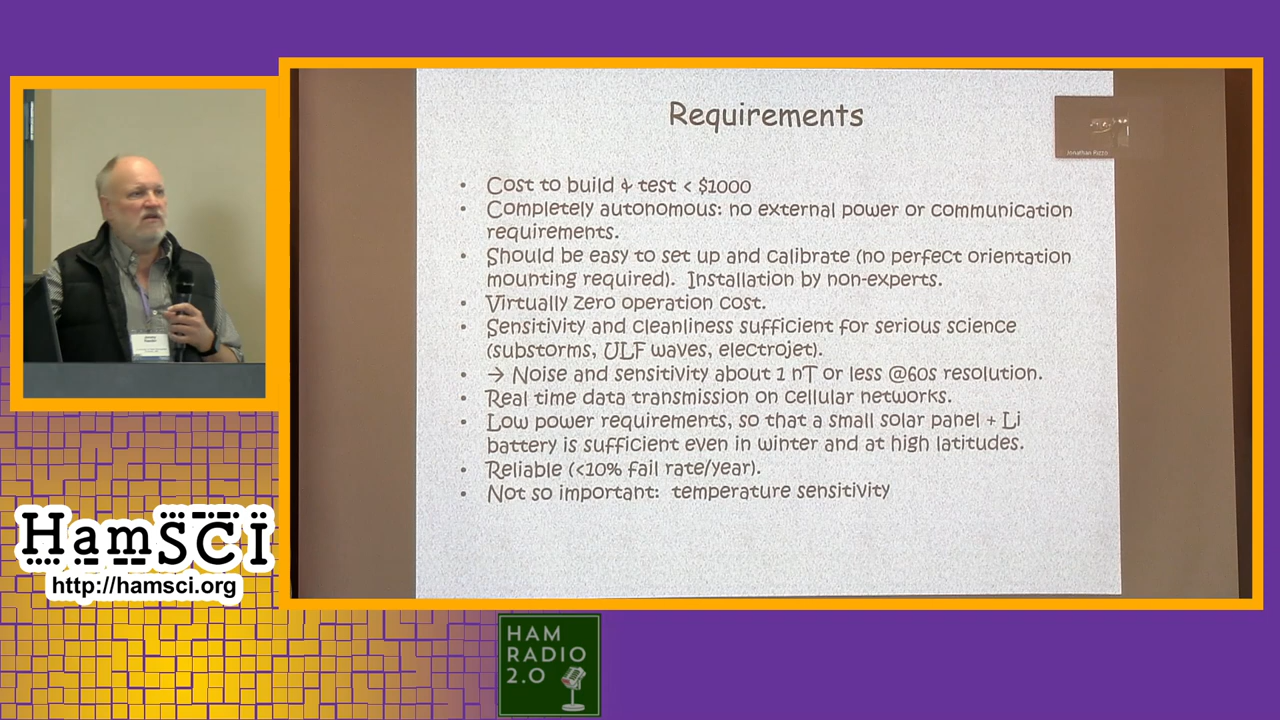 Requirements
Jonathan Rizzo
• Cost to build & test < $1000
• Completely autonomous: no external power or communication
requirements.
• Should be easy to set up and calibrate (no perfect orientation
mounting required). Installation by non-experts.
• Virtually zero operation cost.
• Sensitivity and cleanliness sufficient for serious science
(substorms, ULF waves, electrojet).
• → Noise and sensitivity about 1 nT or less @60s resolution.
• Real time data transmission on cellular networks.
• Low power requirements, so that a small solar panel + Li
battery is sufficient even in winter and at high latitudes.
• Reliable (<10% fail rate/year).
• Not so important: temperature sensitivity
HamSCI
http://hamsci.org
HAM
RADIO
2.0